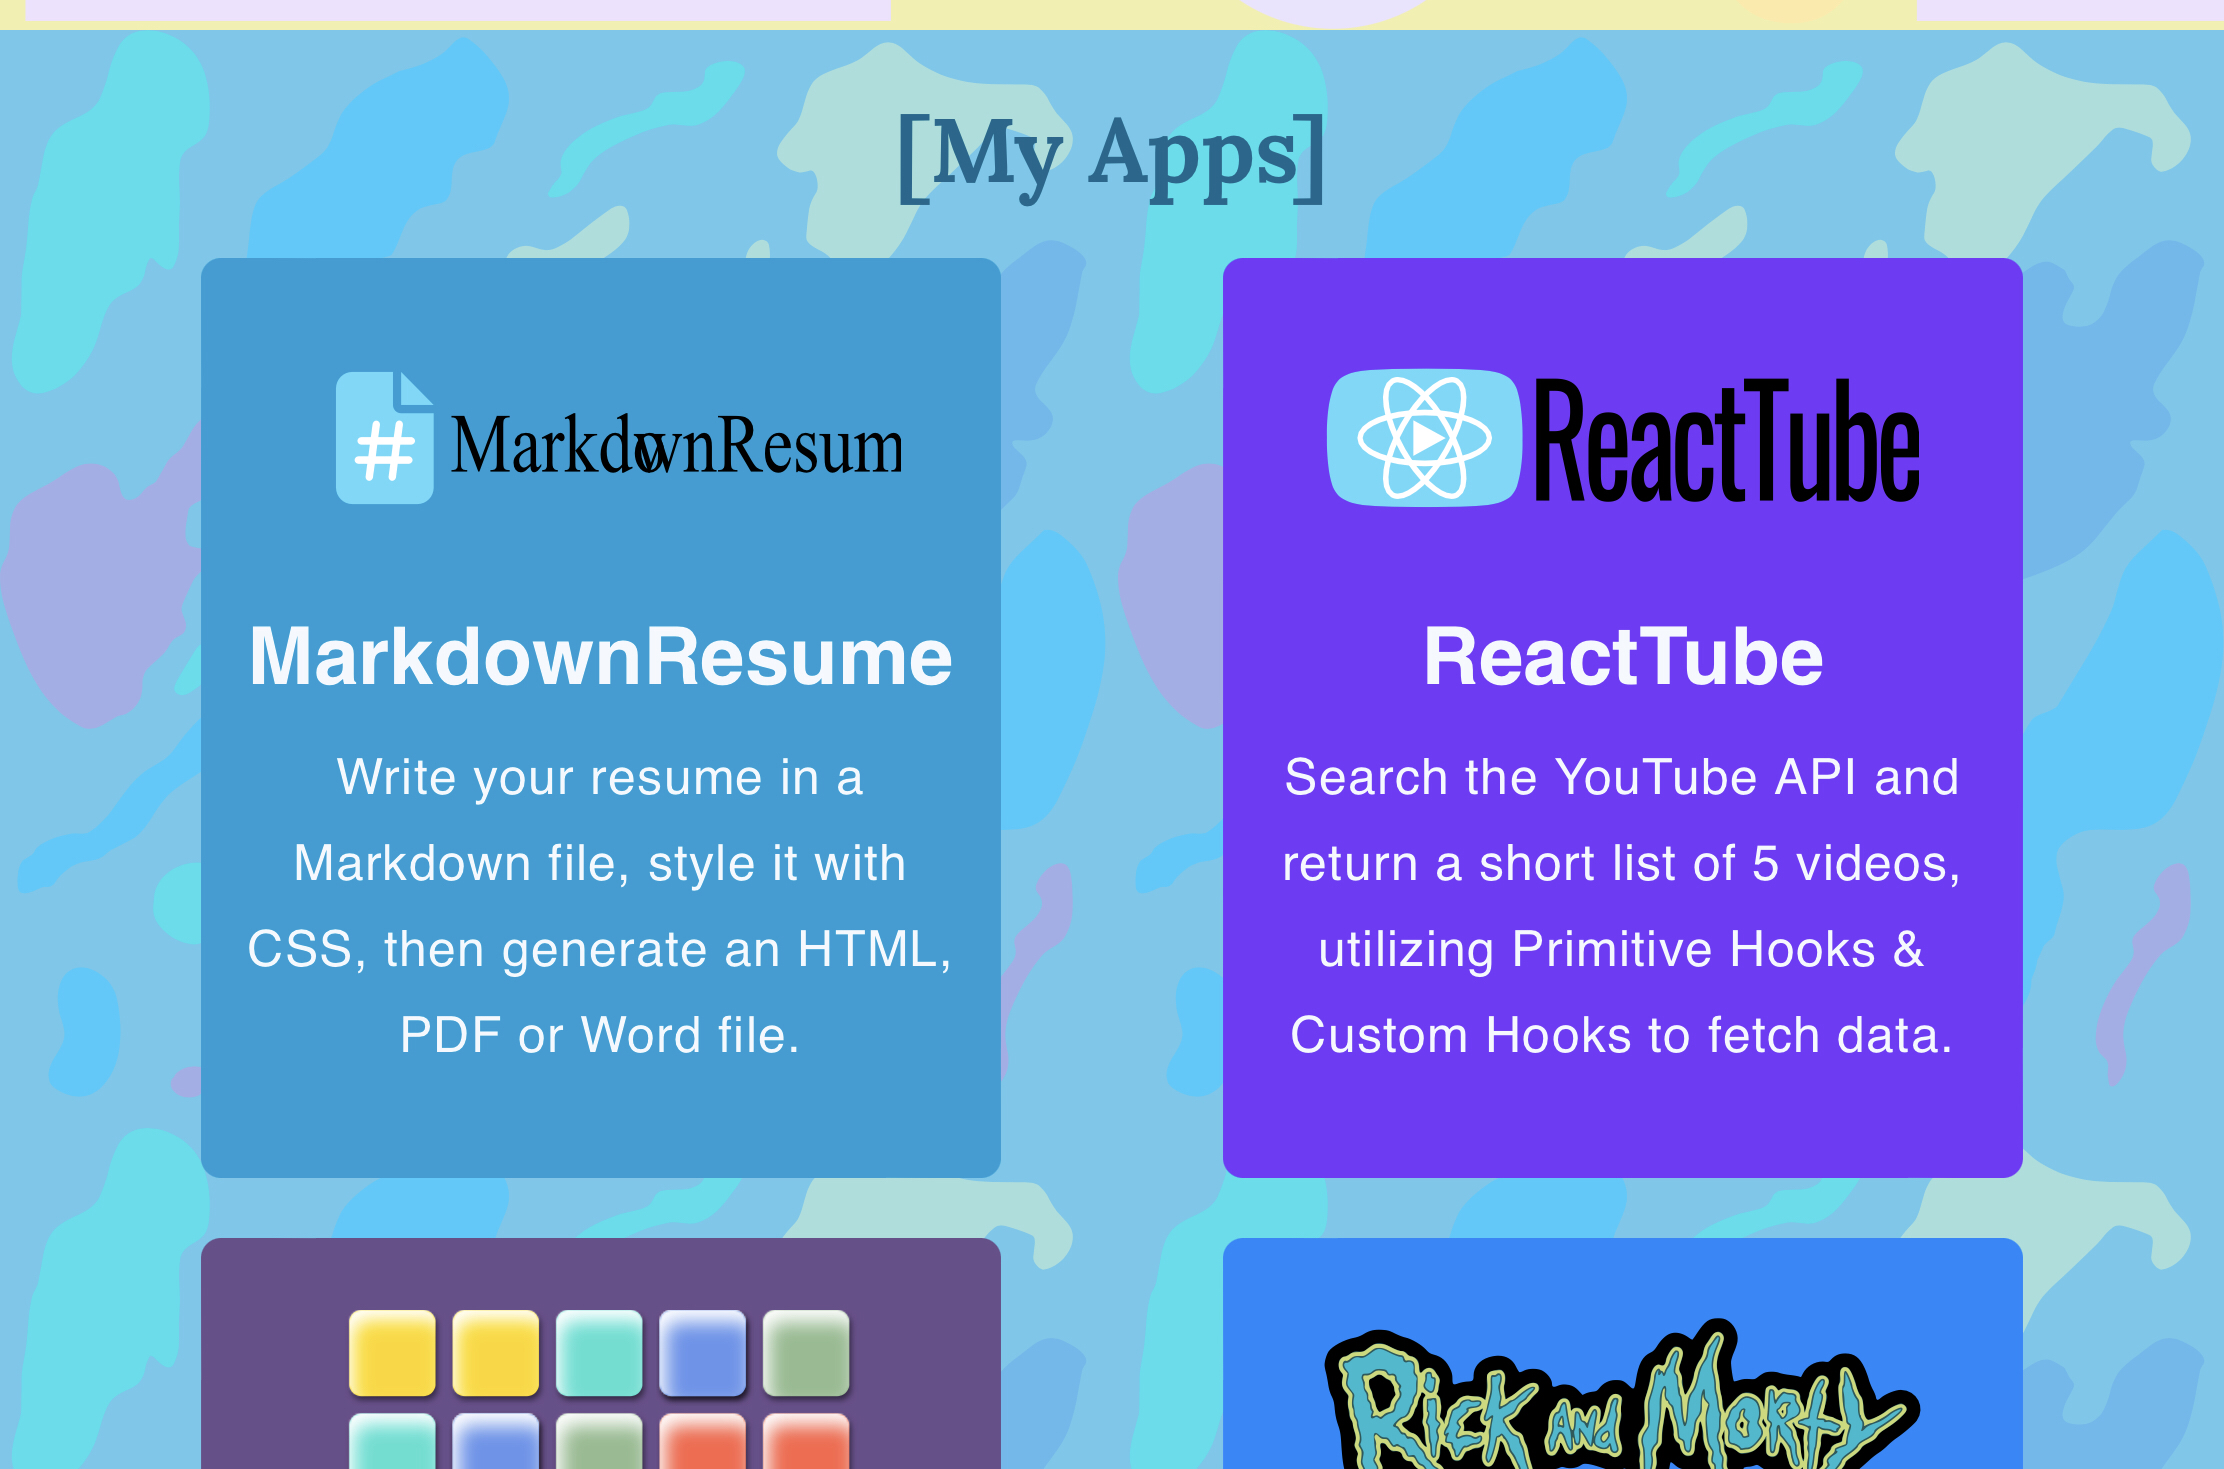 [My Apps]
MarkdownResum
MarkdownResume
Write your resume in a
Markdown file, style it with
CSS, then generate an HTML,
PDF or Word file.
ReactTube
ReactTube
Search the YouTube API and
return a short list of 5 videos,
utilizing Primitive Hooks &
Custom Hooks to fetch data.
Rick and Morty